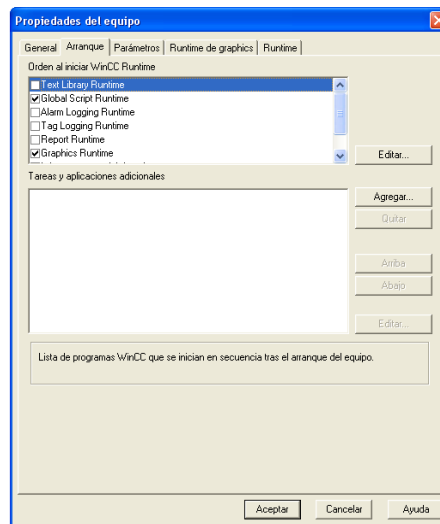 Propiedades del equipo
General Arranque Parámetros Runtime de graphics Runtime
Orden al iniciar WinCC Runtime
Text Library Runtime
Global Script Runtime
Alarm Logging Runtime
Tag Logging Runtime
Report Runtime
Graphics Runtime
Editar...
Tareas y aplicaciones adicionales
Agregar...
Quitar
Arriba
Abajo
Editar...
Lista de programas WinCC que se inician en secuencia tras el arranque del equipo.
Aceptar Cancelar Ayuda